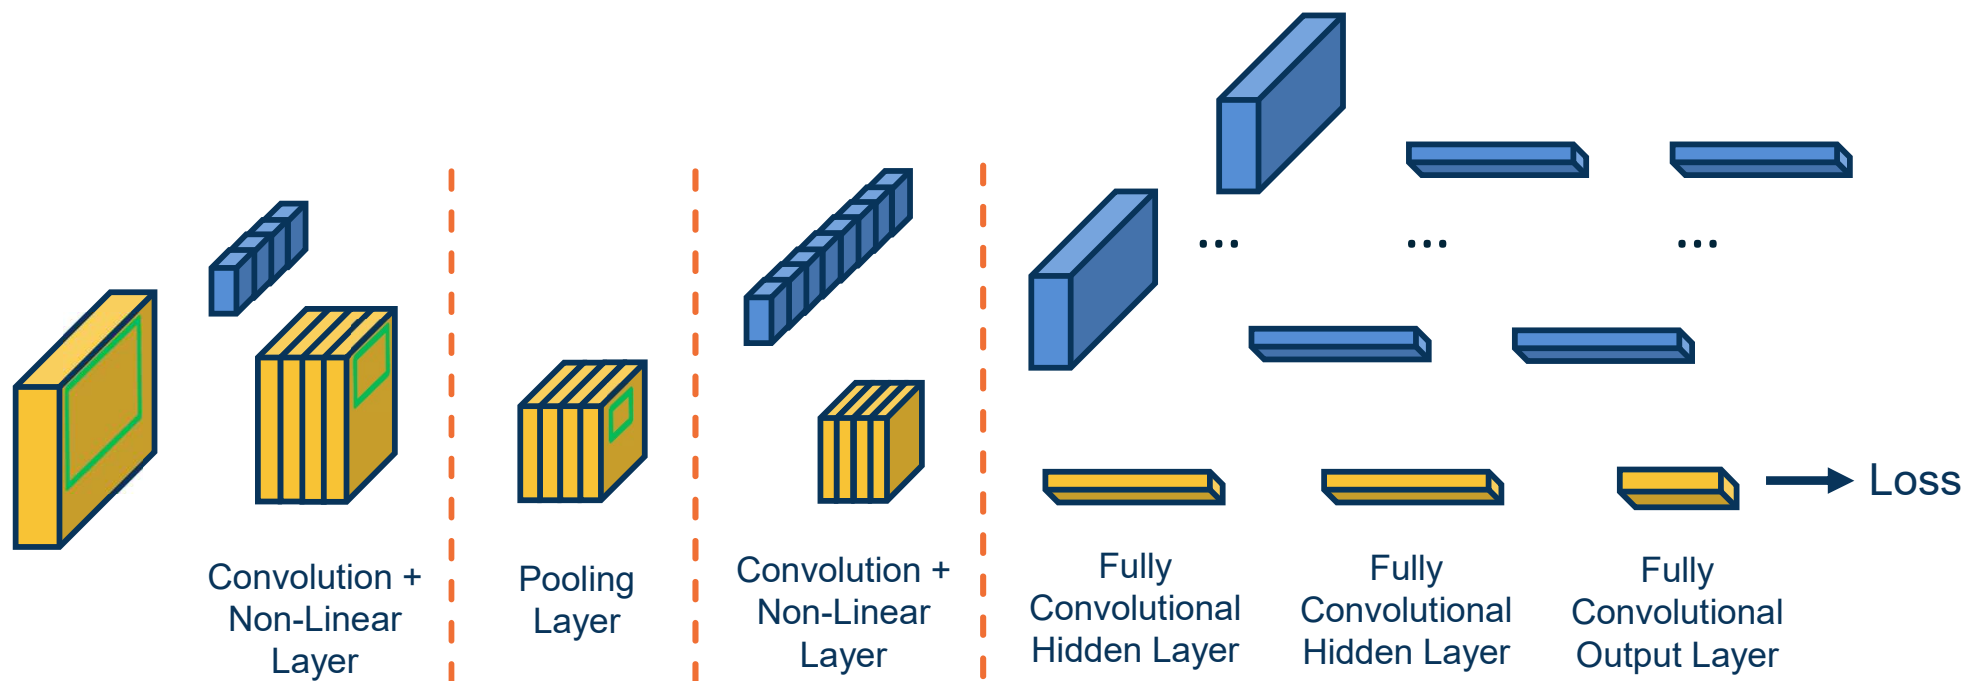 Convolution +
Non-Linear
Layer
Pooling
Layer
Convolution +
Non-Linear
Layer
...
...
...
Fully
Convolutional
Hidden Layer
Fully
Convolutional
Hidden Layer
Fully
Convolutional
Output Layer
Loss